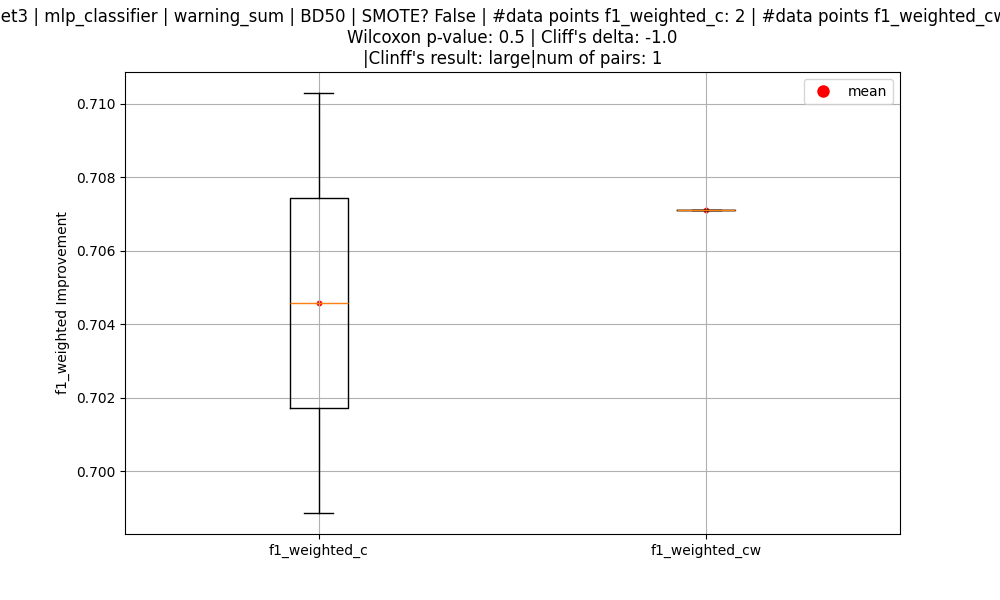 et3 | mlp_classifier | warning_sum | BD50 | SMOTE? False | #data points f1_weighted_c: 2 | #data points f1_weighted_cw
Wilcoxon p-value: 0.5 | Cliff's delta: -1.0
|Clinff's result: large|num of pairs: 1
mean
0.710
0.708
0.706
0.704
0.702
0.700
f1_weighted Improvement
f1_weighted_c
f1_weighted_cw